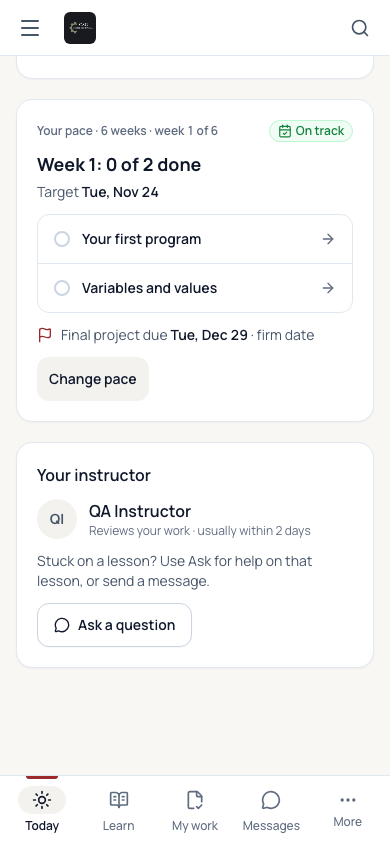 Your pace · 6 weeks · week 1 of 6
On track
Week 1: 0 of 2 done
Target Tue, Nov 24
Your first program
Variables and values
Final project due Tue, Dec 29 · firm date
Change pace
Your instructor
QI
QA Instructor
Reviews your work · usually within 2 days
Stuck on a lesson? Use Ask for help on that
lesson, or send a message.
Ask a question
Today
Learn
My work
Messages
More